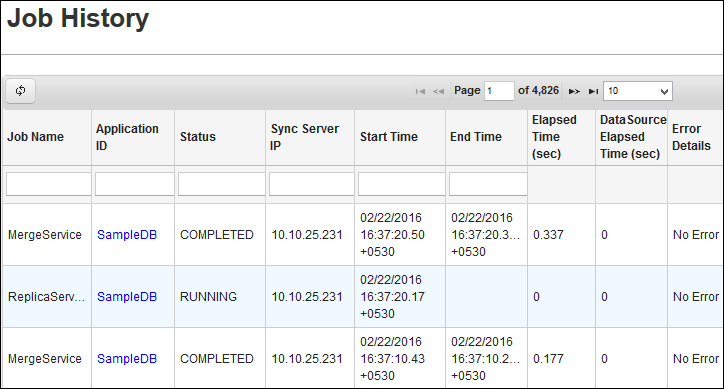 Job History
Page 1 of 4,826 10
Job Name Application ID Status Sync Server IP Start Time End Time Elapsed Time (sec) DataSource Elapsed Time (sec) Error Details
MergeService SampleDB COMPLETED 10.10.25.231 02/22/2016 16:37:20.50 +0530 02/22/2016 16:37:20.3... +0530 0.337 0 No Error
ReplicaServ... SampleDB RUNNING 10.10.25.231 02/22/2016 16:37:20.17 +0530 0 0 No Error
MergeService SampleDB COMPLETED 10.10.25.231 02/22/2016 16:37:10.43 +0530 02/22/2016 16:37:10.2... +0530 0.177 0 No Error